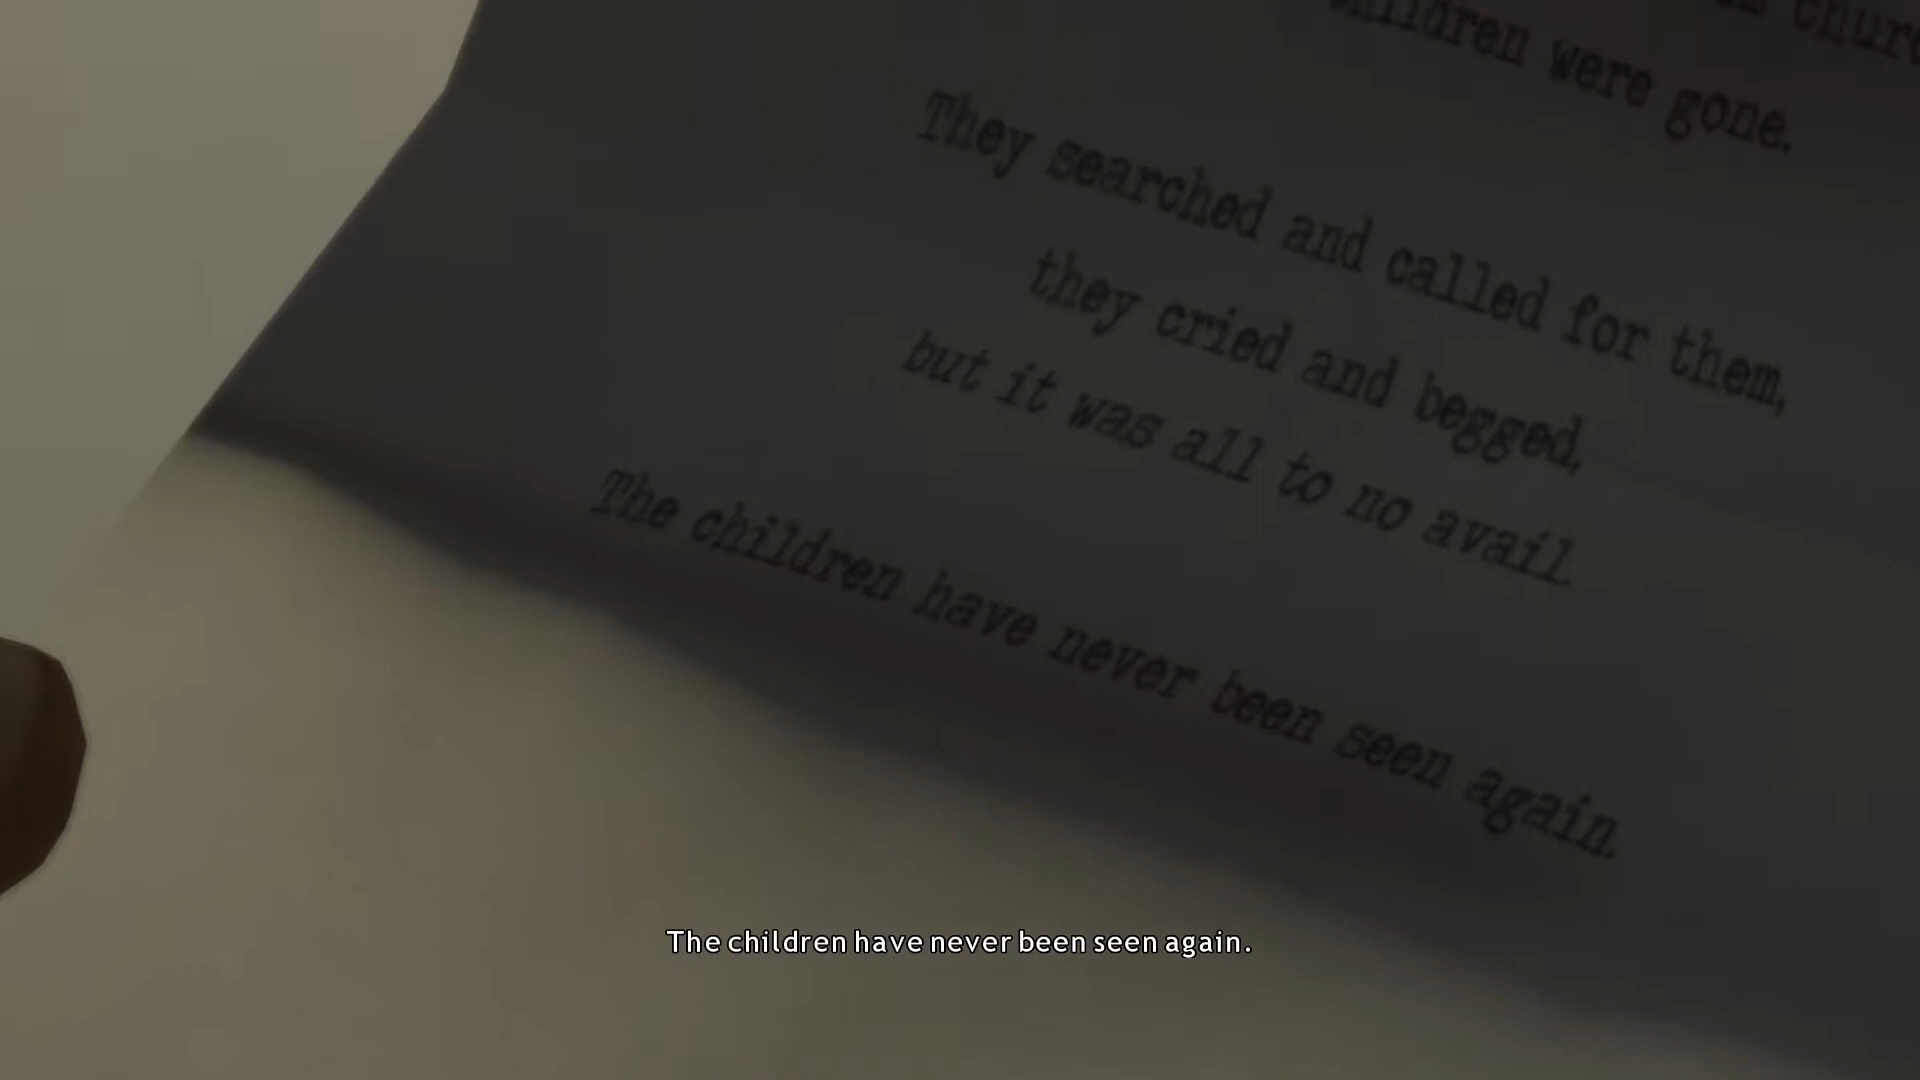 children were gone.
They searched and called for them,
they cried and begged,
but it was all to no avail.
The children have never been seen again.
The children have never been seen again.